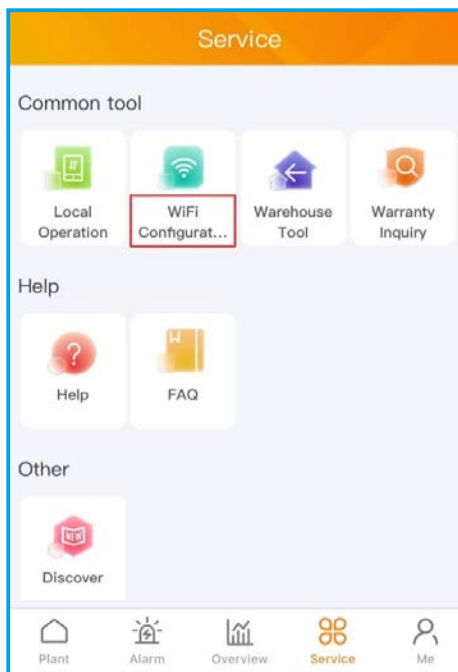 Service
Common tool
Local
Operation
WiFi
Configurat...
Warehouse
Tool
Warranty
Inquiry
Help
Help
FAQ
Other
NEW
Discover
Plant
Alarm
Overview
Service
Me